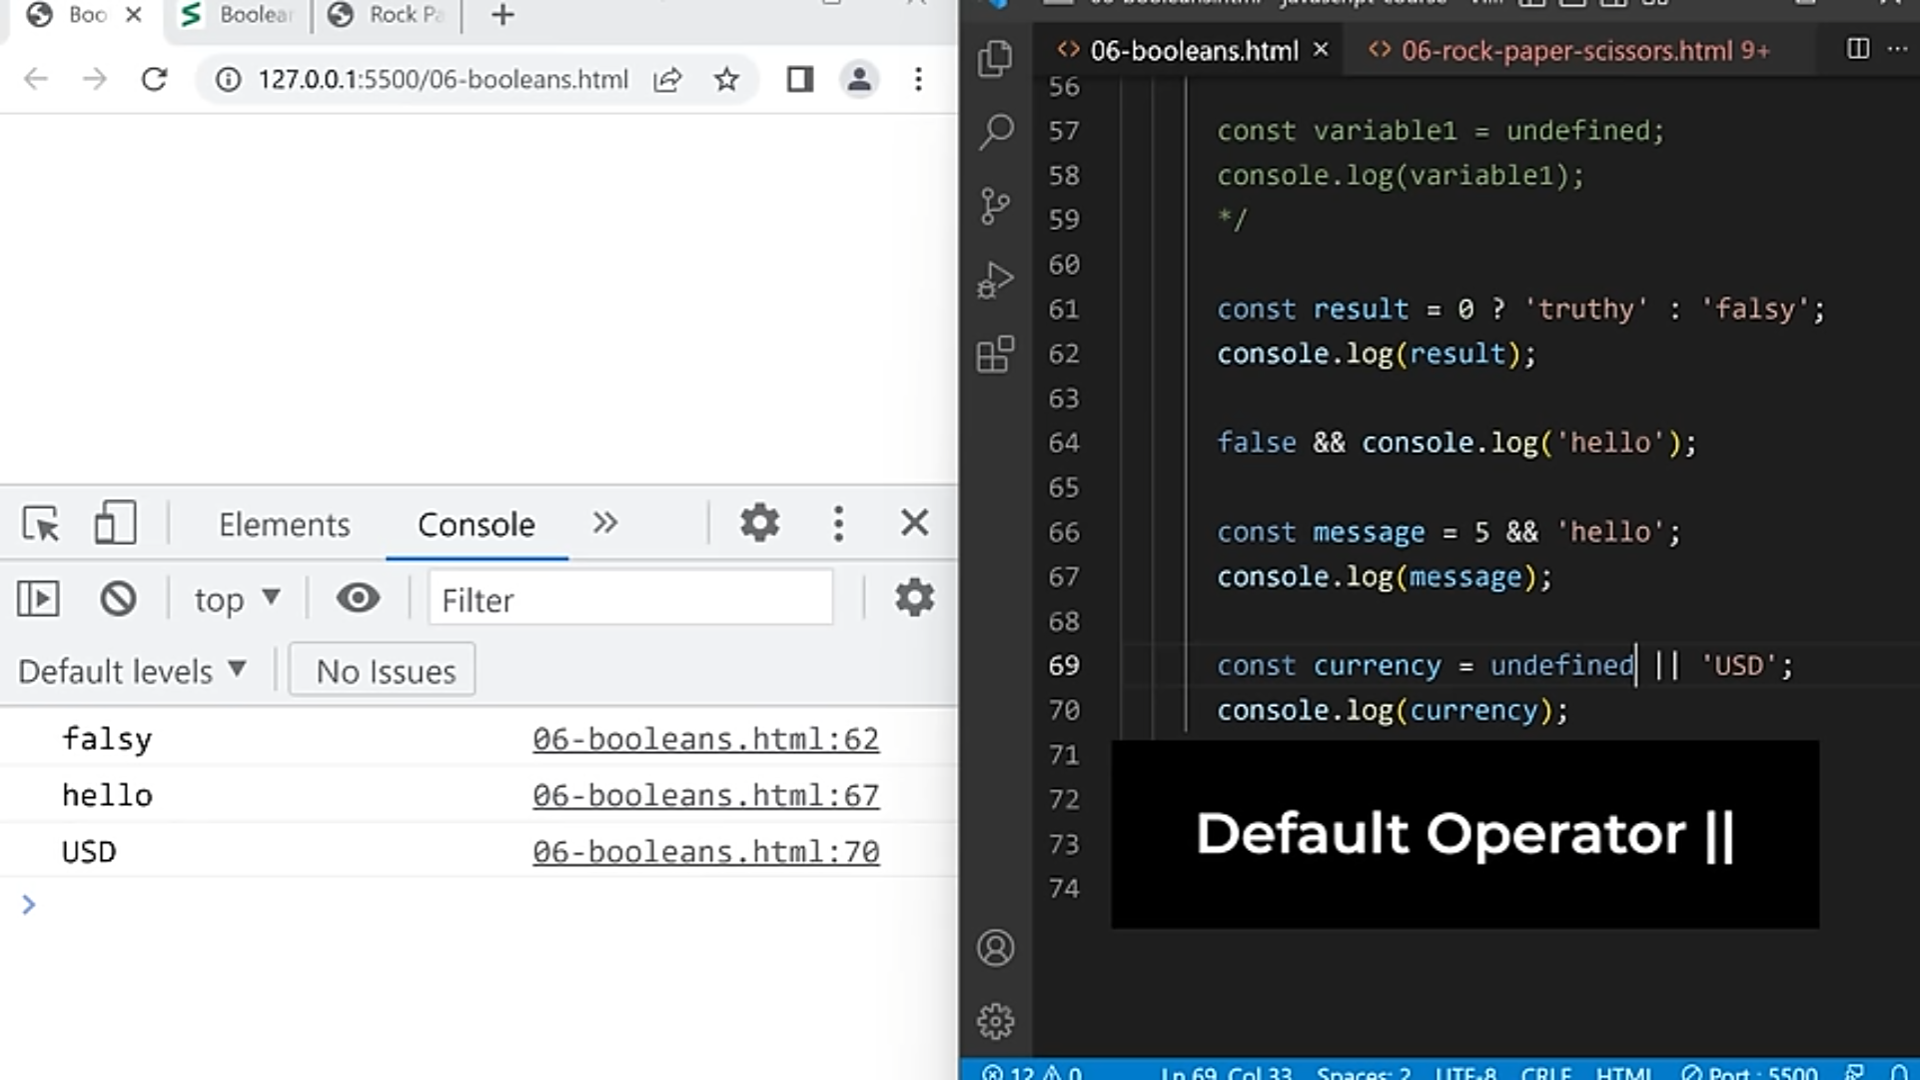 Boo
Boolean
Rock Pa
127.0.0.1:5500/06-booleans.html
Elements
Console
top
Filter
Default levels
No Issues
falsy 06-booleans.html:62
hello 06-booleans.html:67
USD 06-booleans.html:70
06-booleans.html
06-rock-paper-scissors.html 9+
56
57 const variable1 = undefined;
58 console.log(variable1);
59 */
60
61 const result = 0 ? 'truthy' : 'falsy';
62 console.log(result);
63
64 false && console.log('hello');
65
66 const message = 5 && 'hello';
67 console.log(message);
68
69 const currency = undefined || 'USD';
70 console.log(currency);
71
72
73
74
Default Operator ||
12 0 Ln 69, Col 33 Spaces: 2 UTF-8 CRLF HTML Port : 5500